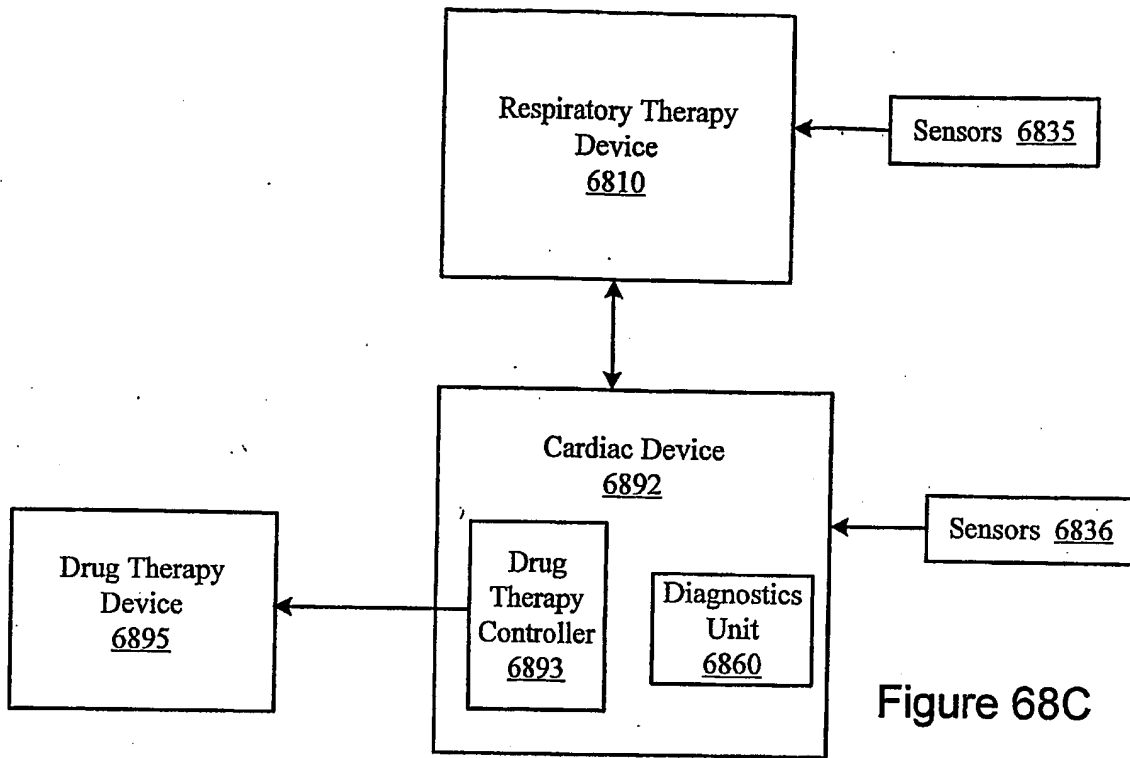 Respiratory Therapy
Device
6810
Sensors 6835
Cardiac Device
6892
Sensors 6836
Drug Therapy
Device
6895
Drug
Therapy
Controller
6893
Diagnostics
Unit
6860
Figure 68C